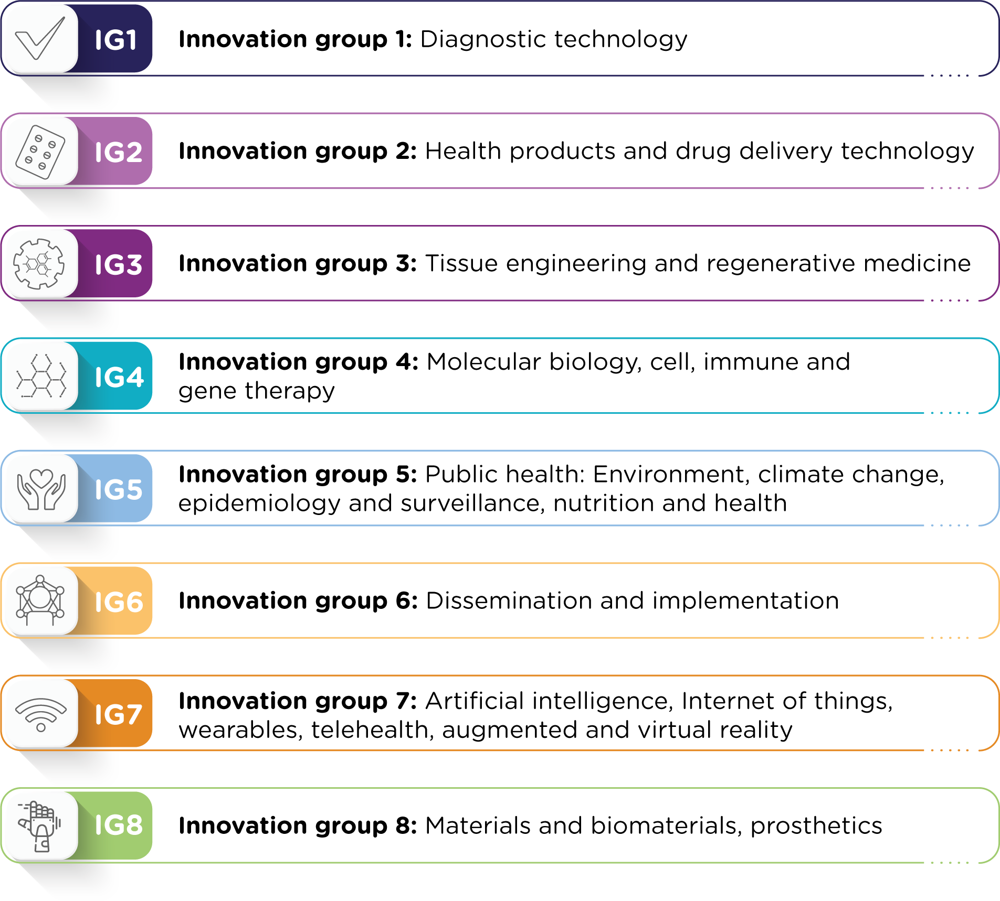 IG1
Innovation group 1: Diagnostic technology
IG2
Innovation group 2: Health products and drug delivery technology
IG3
Innovation group 3: Tissue engineering and regenerative medicine
IG4
Innovation group 4: Molecular biology, cell, immune and
gene therapy
IG5
Innovation group 5: Public health: Environment, climate change,
epidemiology and surveillance, nutrition and health
IG6
Innovation group 6: Dissemination and implementation
IG7
Innovation group 7: Artificial intelligence, Internet of things,
wearables, telehealth, augmented and virtual reality
IG8
Innovation group 8: Materials and biomaterials, prosthetics